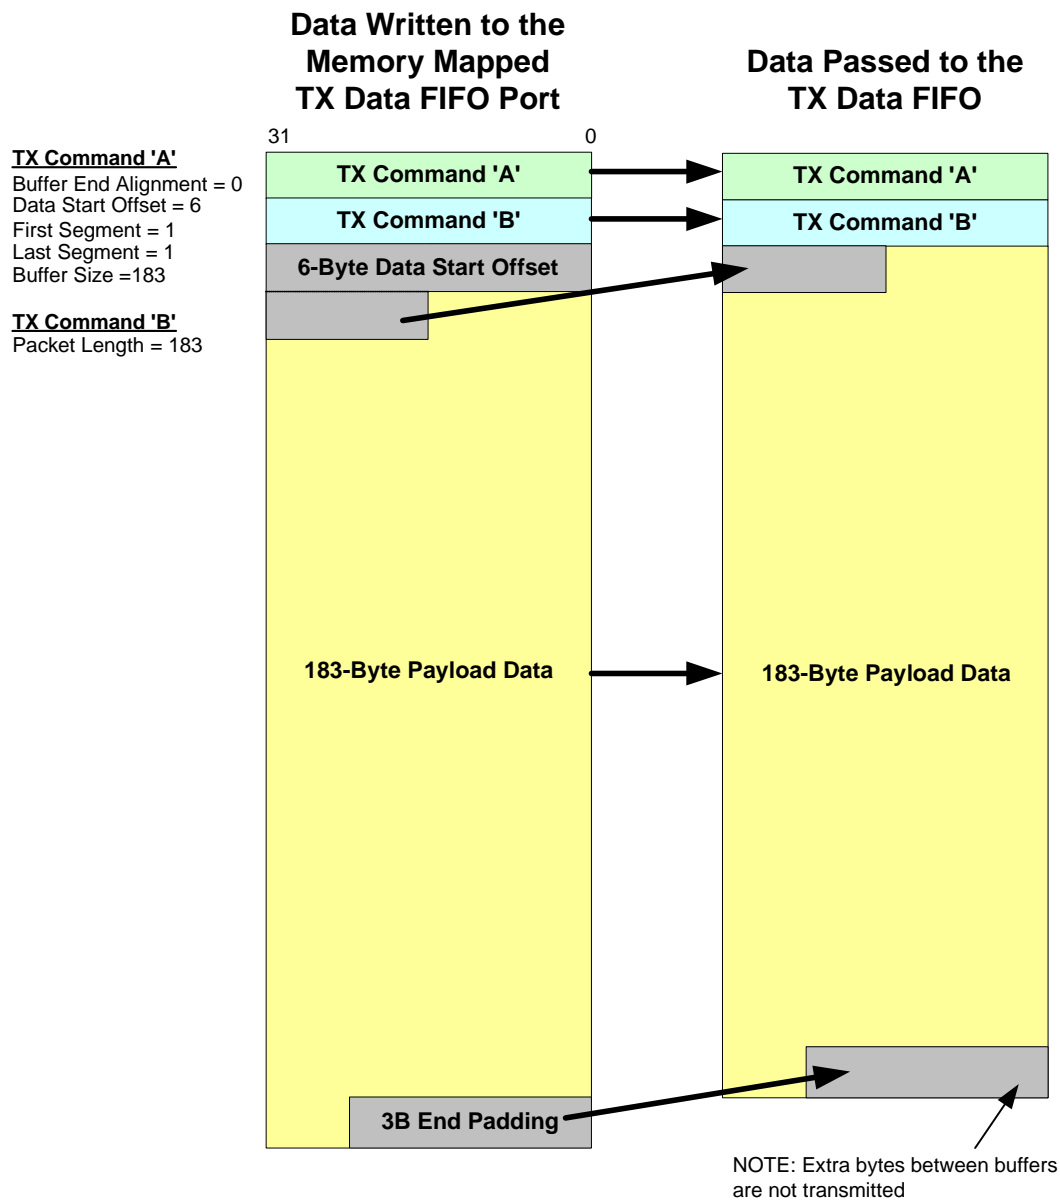 Data Written to the
Memory Mapped
TX Data FIFO Port
Data Passed to the
TX Data FIFO
31
0
TX Command 'A'
Buffer End Alignment = 0
Data Start Offset = 6
First Segment = 1
Last Segment = 1
Buffer Size =183
TX Command 'B'
Packet Length = 183
TX Command 'A'
TX Command 'B'
6-Byte Data Start Offset
183-Byte Payload Data
3B End Padding
TX Command 'A'
TX Command 'B'
183-Byte Payload Data
NOTE: Extra bytes between buffers
are not transmitted